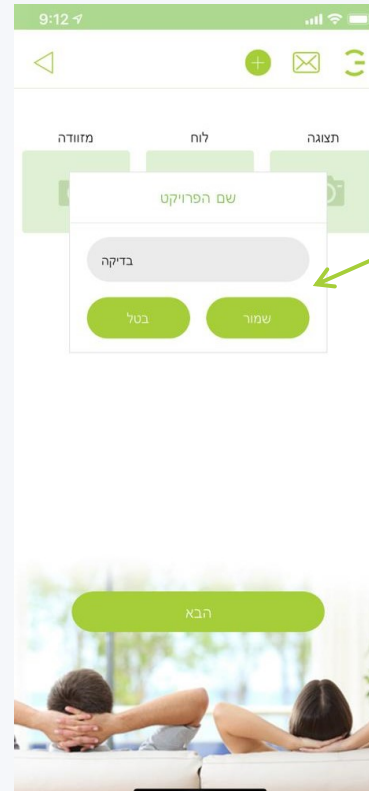 9:12
תצוגה לוח מזוודה
שם הפרויקט
בדיקה
שמור בטל
הבא